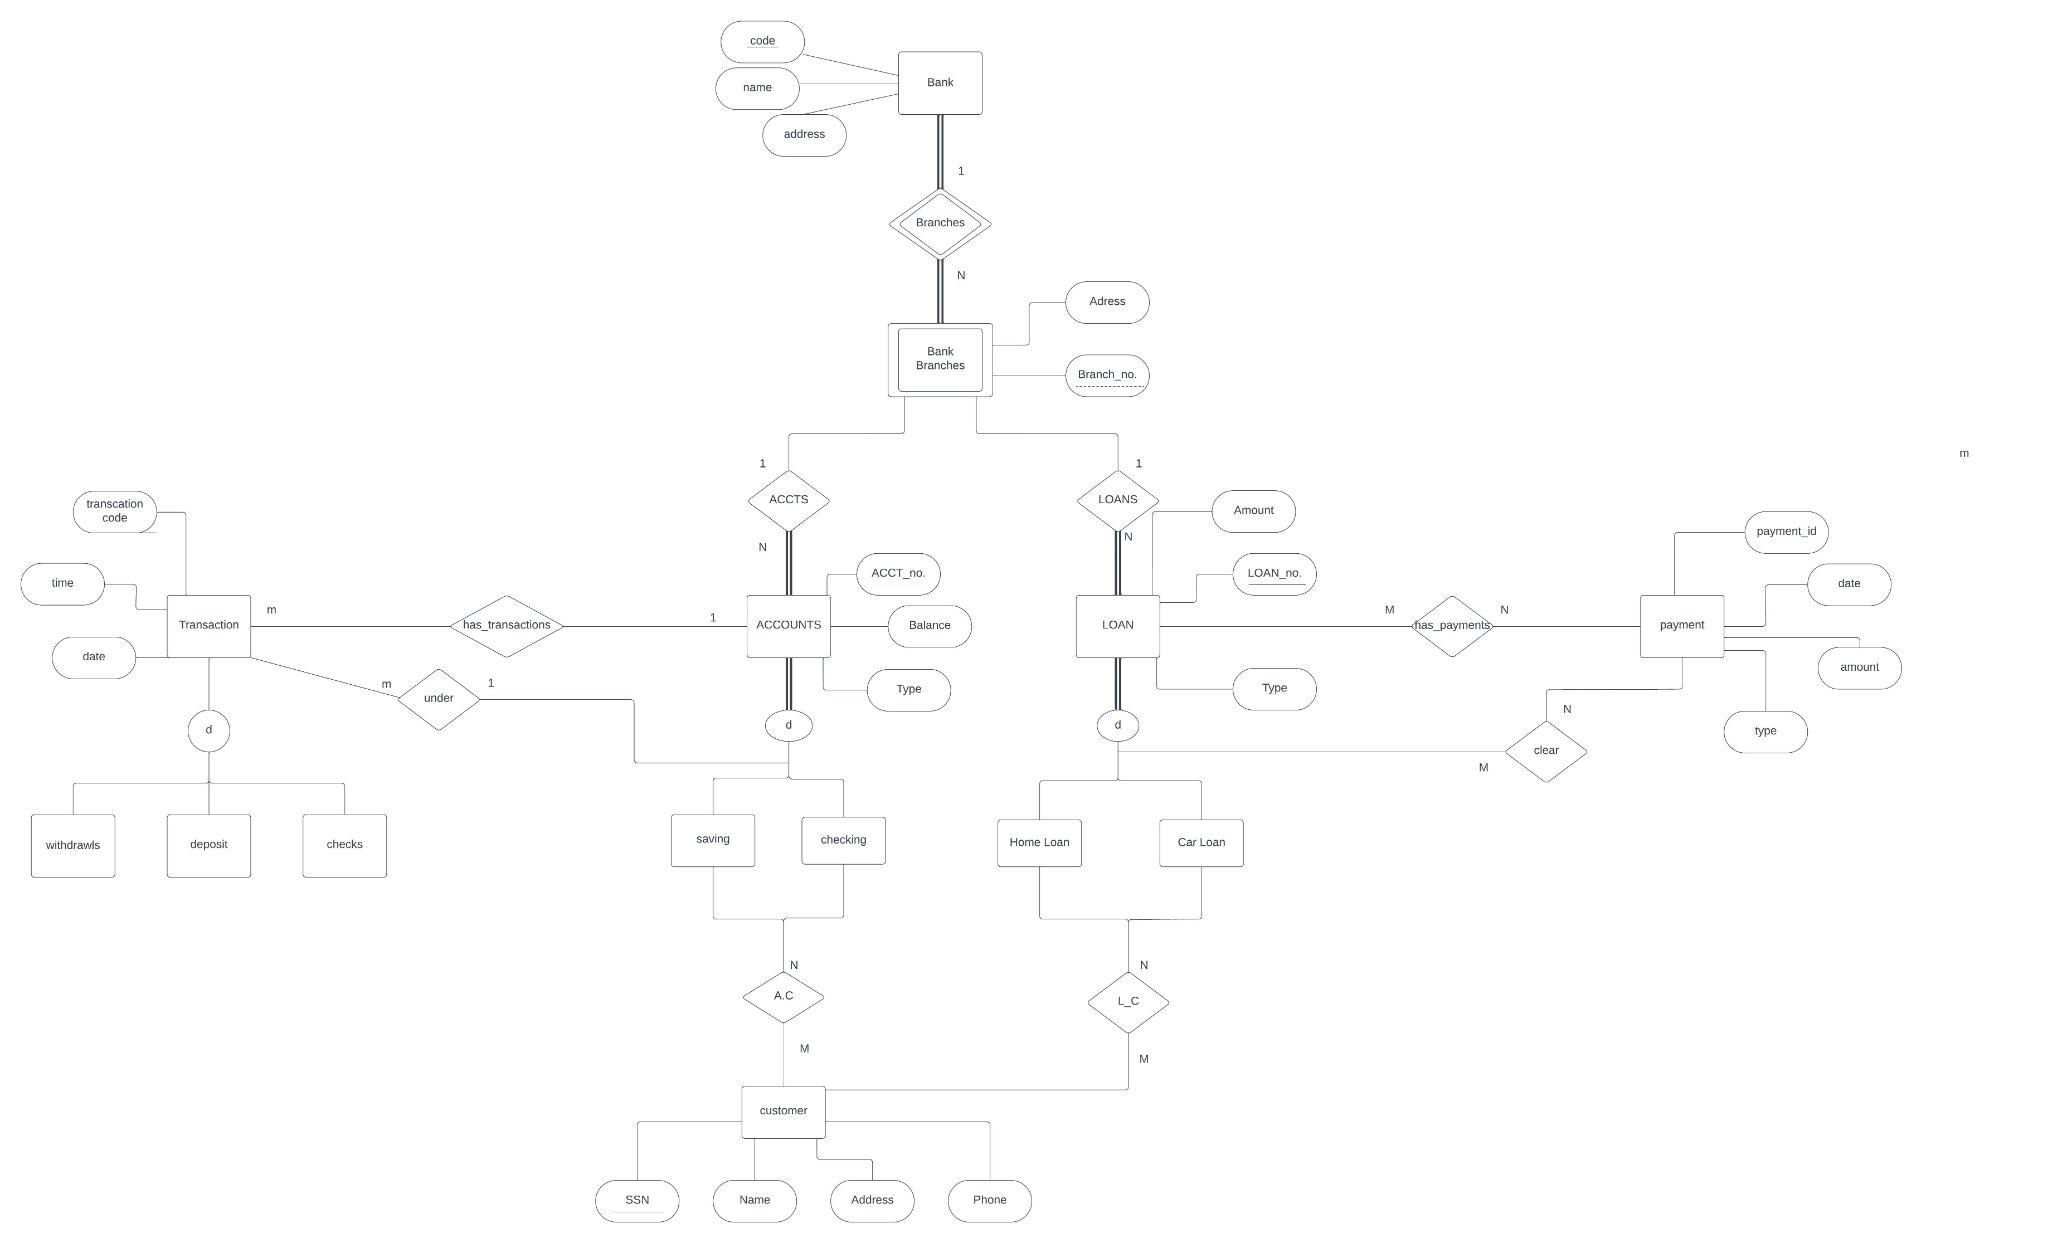 code
Bank
name
address
1
Branches
N
Adress
Bank
Branches
Branch_no.
m
1
1
transcation
code
ACCTS
LOANS
Amount
payment_id
N
N
time
ACCT_no.
LOAN_no.
date
m
1
M
N
Transaction
has_transactions
ACCOUNTS
Balance
LOAN
has_payments
payment
date
amount
m
1
under
Type
Type
N
d
d
d
type
clear
M
withdrawls
deposit
checks
saving
checking
Home Loan
Car Loan
N
N
A.C
L_C
M
M
customer
SSN
Name
Address
Phone